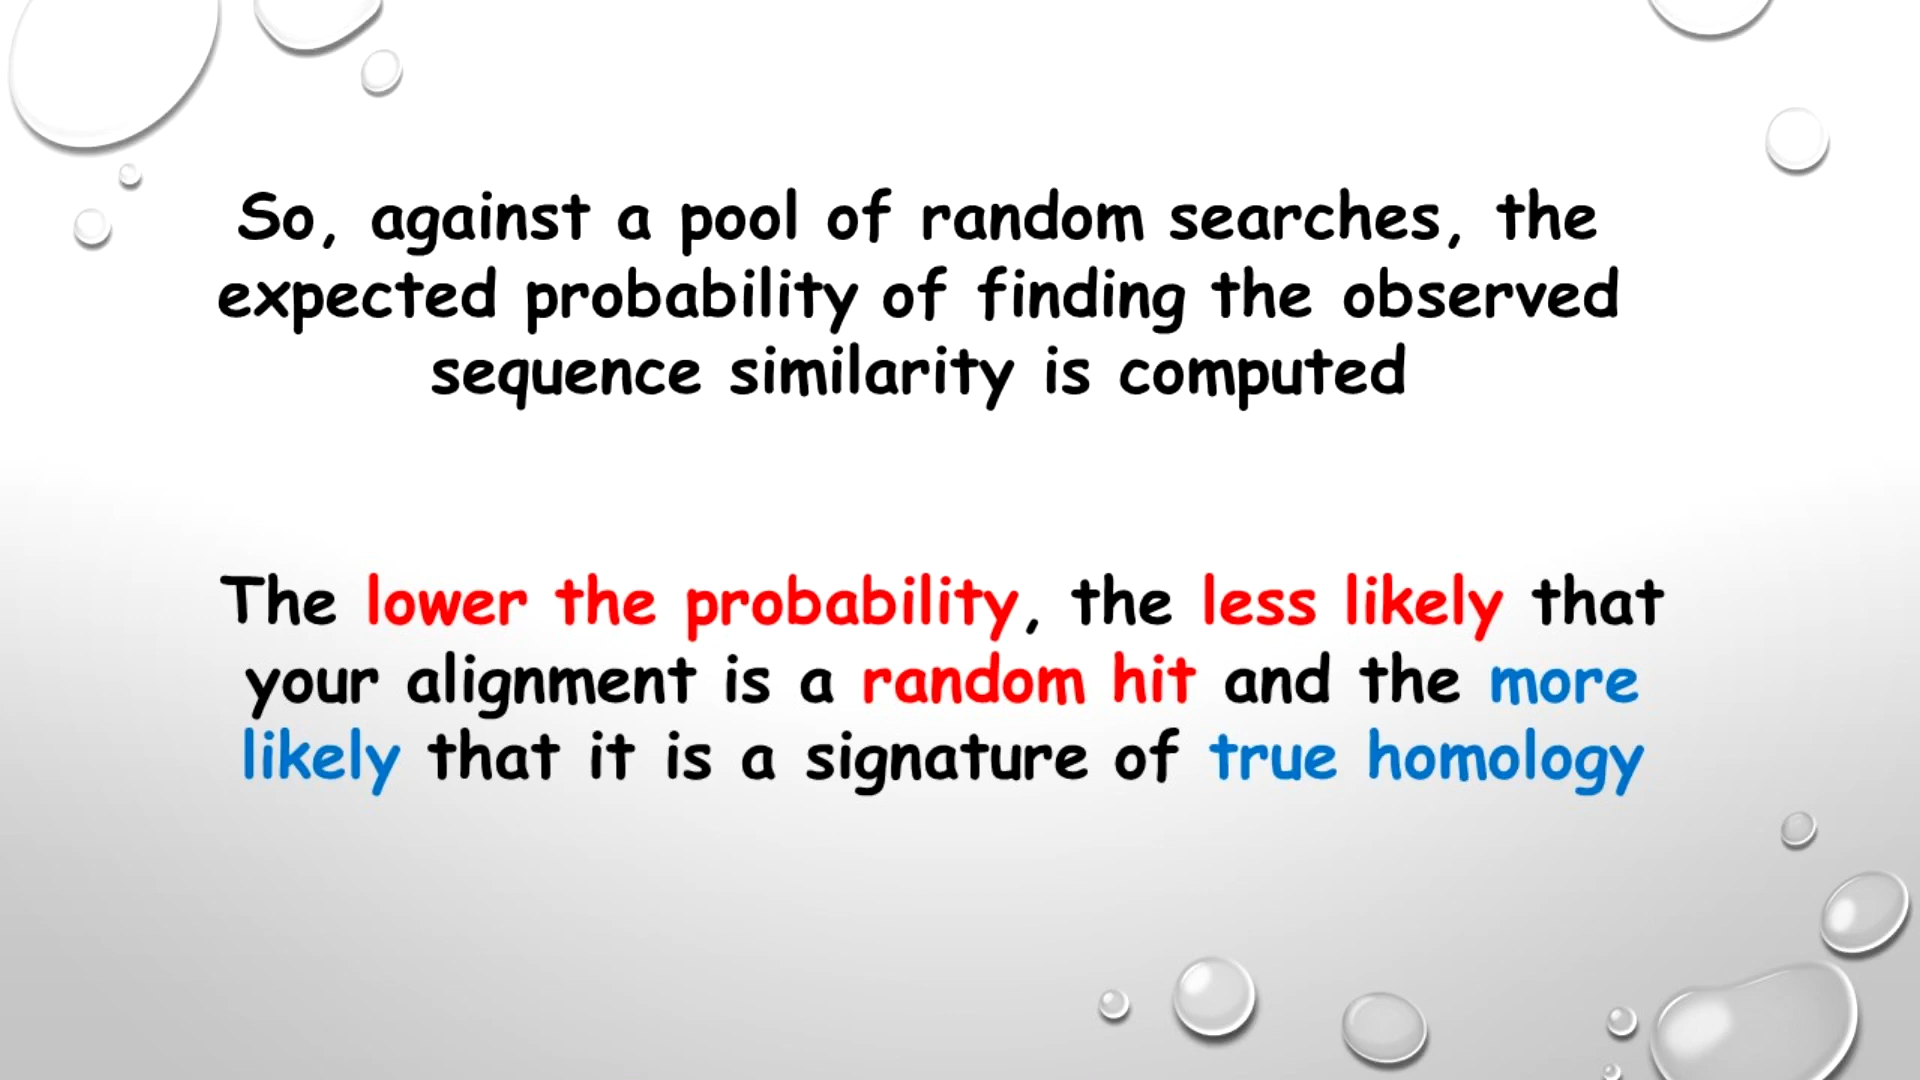 So, against a pool of random searches, the
expected probability of finding the observed
sequence similarity is computed
The lower the probability, the less likely that
your alignment is a random hit and the more
likely that it is a signature of true homology